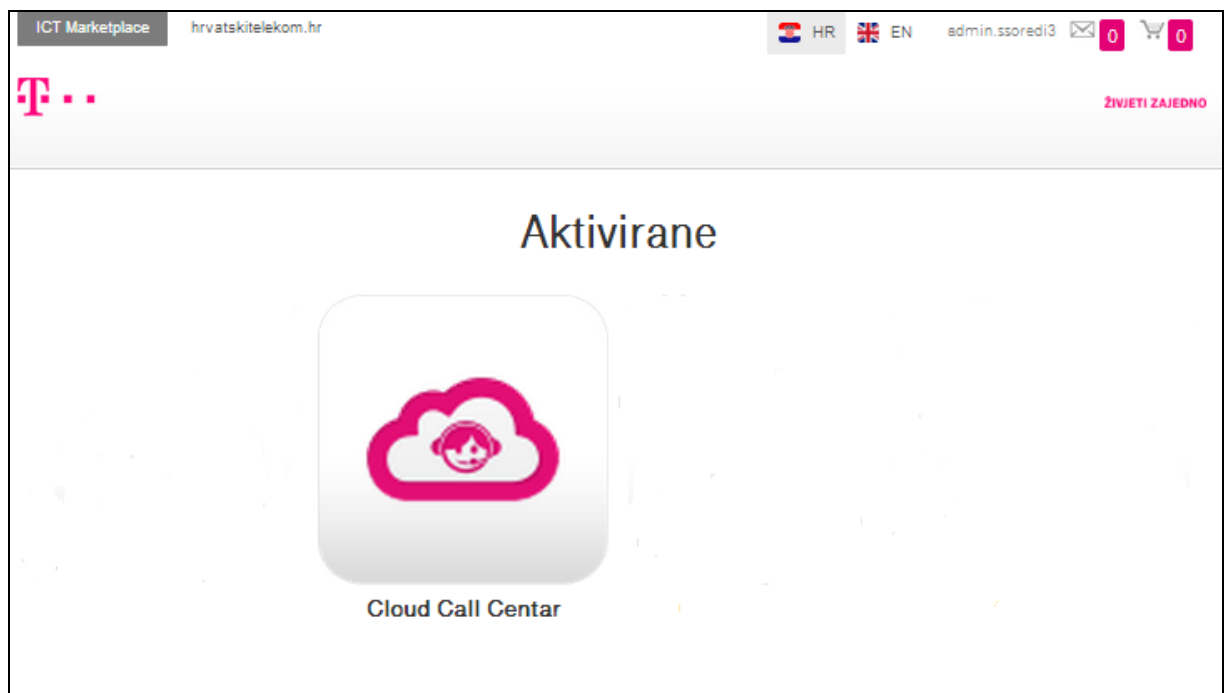 ICT Marketplace hrvatskitelekom.hr HR EN admin.ssoredi3 0 0
T
ŽIVJETI ZAJEDNO
Aktivirane
Cloud Call Centar